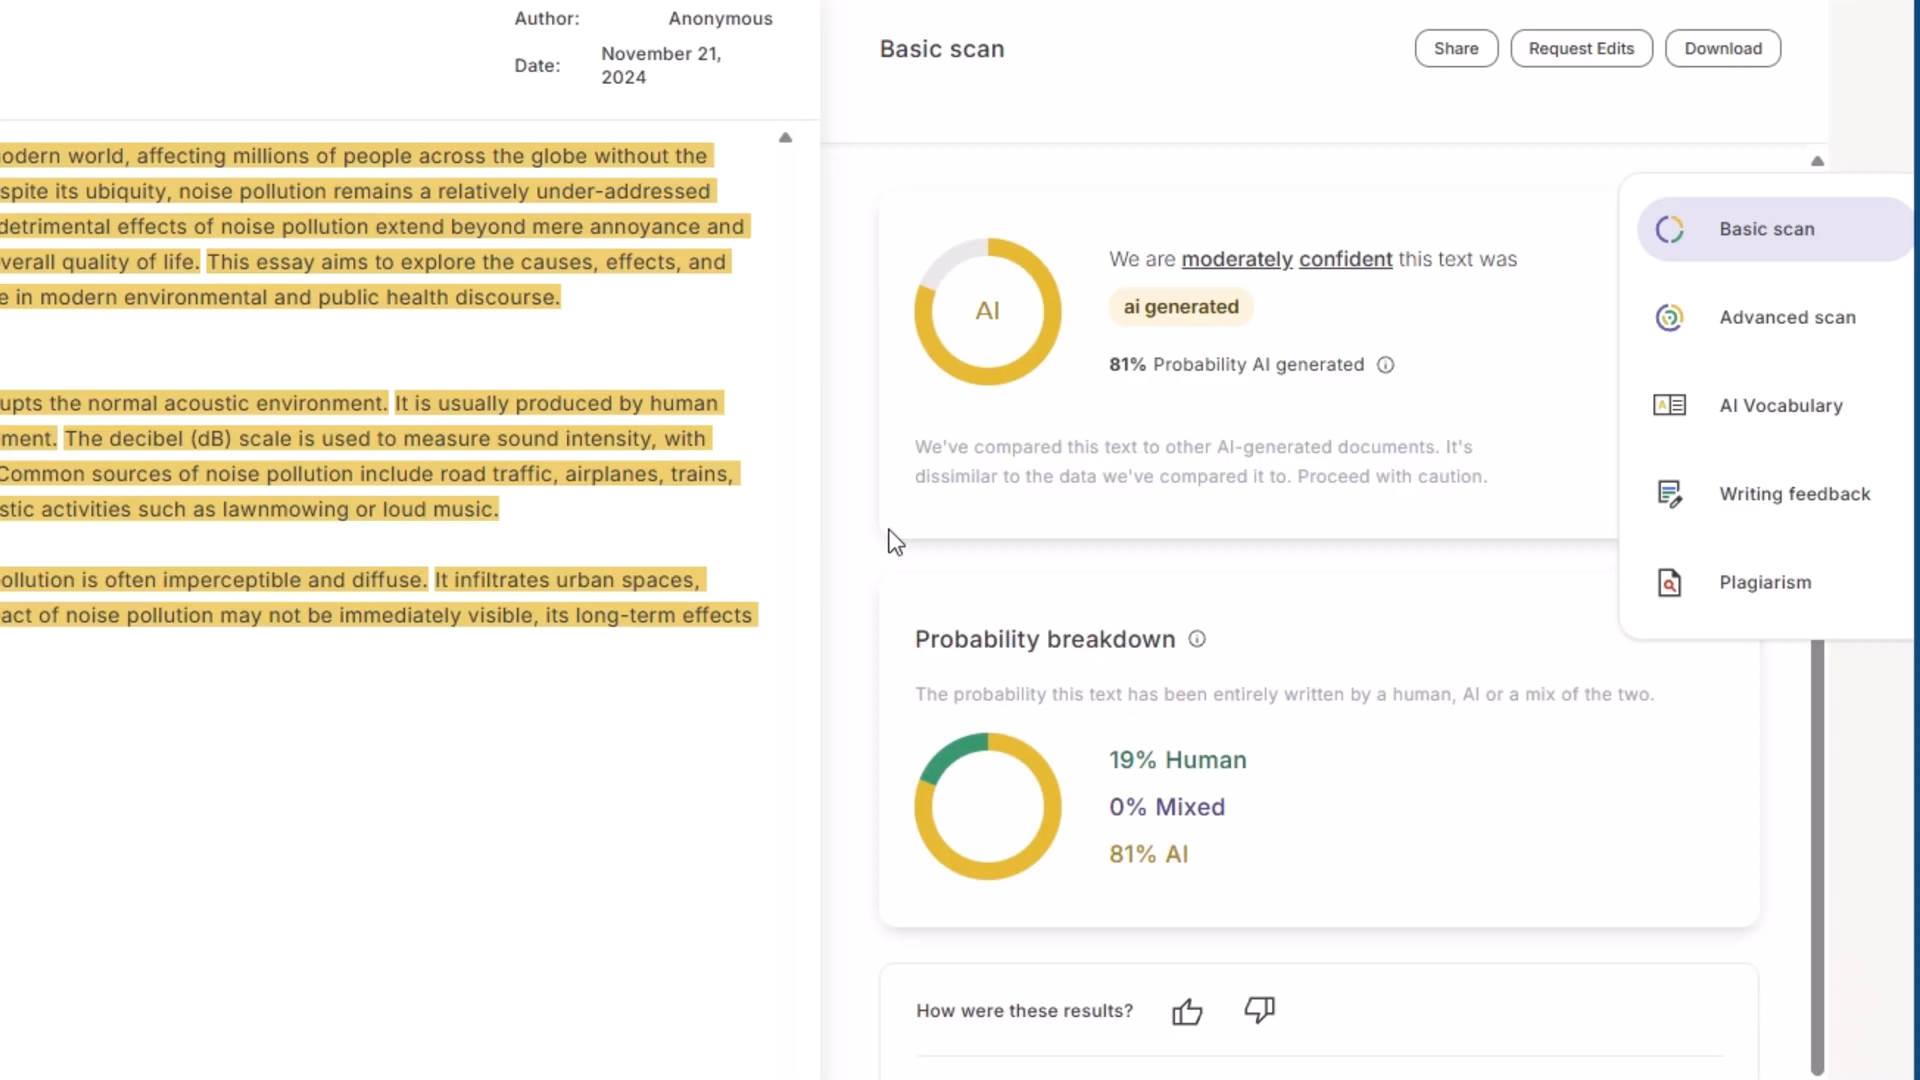 Author: Anonymous
Date: November 21,
2024
odern world, affecting millions of people across the globe without the
spite its ubiquity, noise pollution remains a relatively under-addressed
detrimental effects of noise pollution extend beyond mere annoyance and
verall quality of life. This essay aims to explore the causes, effects, and
e in modern environmental and public health discourse.
upts the normal acoustic environment. It is usually produced by human
ment. The decibel (dB) scale is used to measure sound intensity, with
Common sources of noise pollution include road traffic, airplanes, trains,
stic activities such as lawnmowing or loud music.
ollution is often imperceptible and diffuse. It infiltrates urban spaces,
act of noise pollution may not be immediately visible, its long-term effects
Basic scan
Share
Request Edits
Download
AI
We are moderately confident this text was
ai generated
81% Probability AI generated
We've compared this text to other AI-generated documents. It's
dissimilar to the data we've compared it to. Proceed with caution.
Probability breakdown
The probability this text has been entirely written by a human, AI or a mix of the two.
19% Human
0% Mixed
81% AI
How were these results?
Basic scan
Advanced scan
AI Vocabulary
Writing feedback
Plagiarism